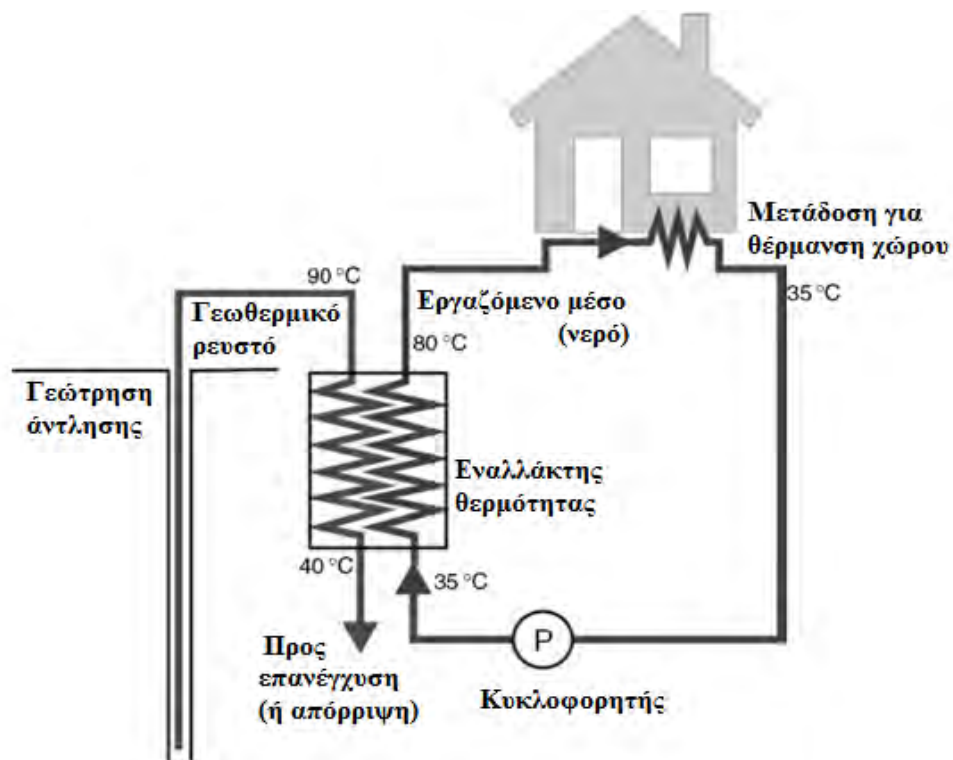 Μετάδοση για
θέρμανση χώρου
90 °C
35 °C
Γεωθερμικό
ρευστό
Εργαζόμενο μέσο
(νερό)
80 °C
Γεώτρηση
άντλησης
Εναλλάκτης
θερμότητας
40 °C
35 °C
P
Προς
επανέγχυση
(ή απόρριψη)
Κυκλοφορητής